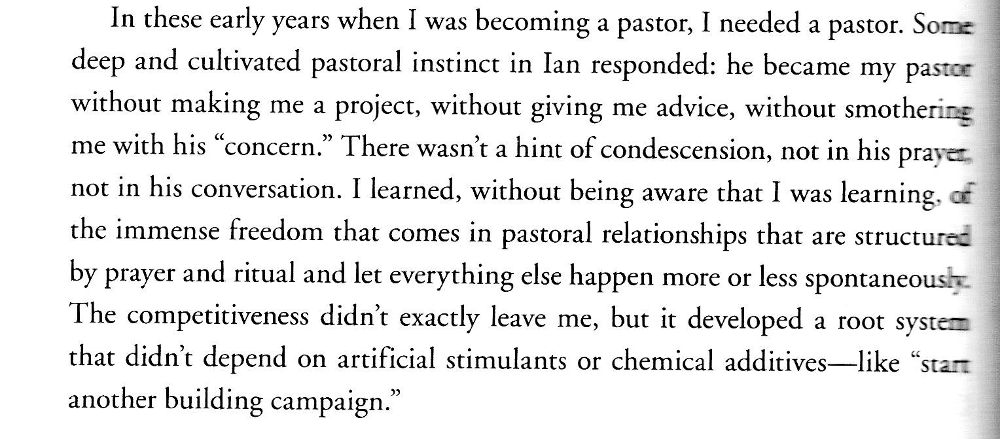 In these early years when I was becoming a pastor, I needed a pastor. Some
deep and cultivated pastoral instinct in Ian responded: he became my pastor
without making me a project, without giving me advice, without smothering
me with his “concern.” There wasn’t a hint of condescension, not in his prayer,
not in his conversation. I learned, without being aware that I was learning, of
the immense freedom that comes in pastoral relationships that are structured
by prayer and ritual and let everything else happen more or less spontaneously.
The competitiveness didn’t exactly leave me, but it developed a root system
that didn’t depend on artificial stimulants or chemical additives—like “start
another building campaign.”